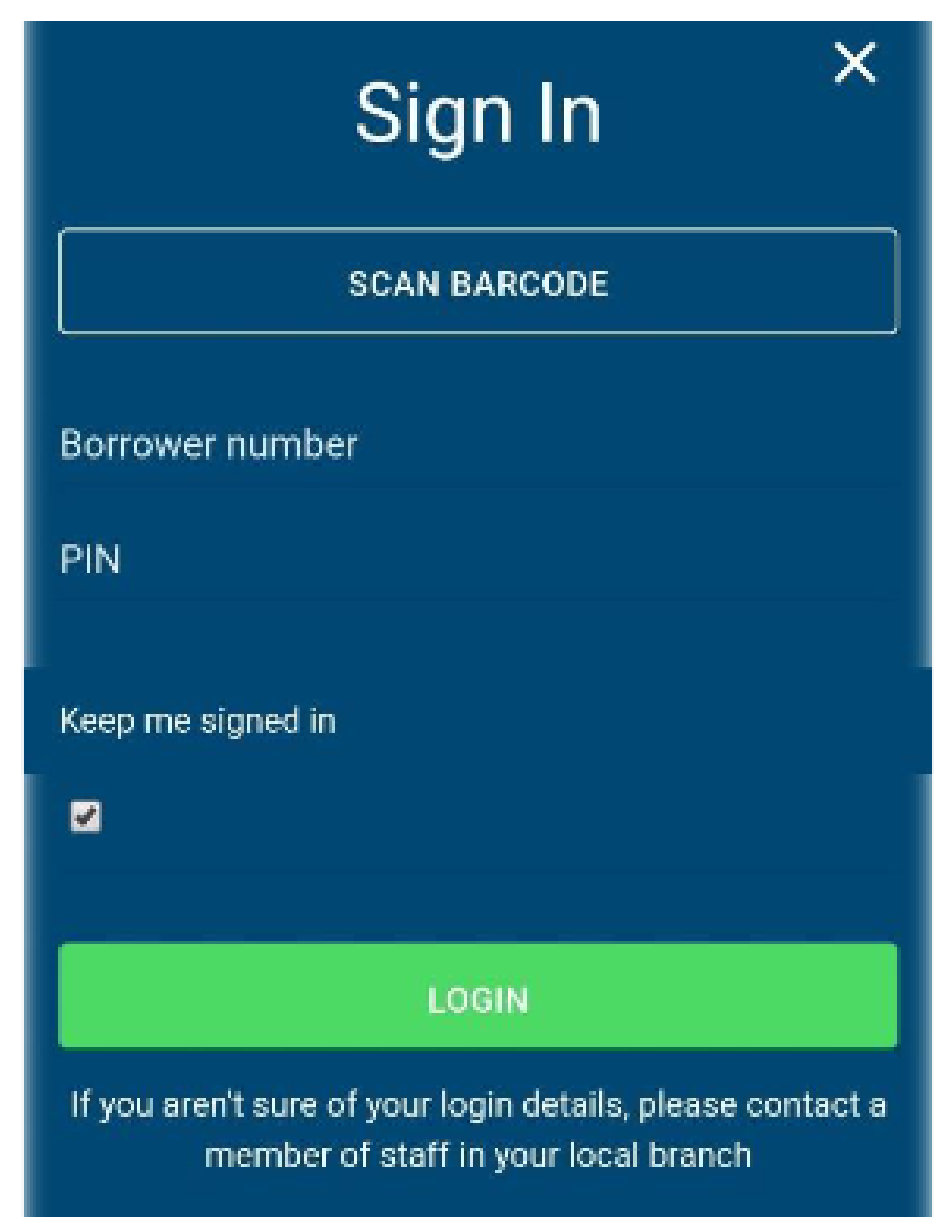 Sign In
SCAN BARCODE
Borrower number
PIN
Keep me signed in
LOGIN
If you aren't sure of your login details, please contact a
member of staff in your local branch